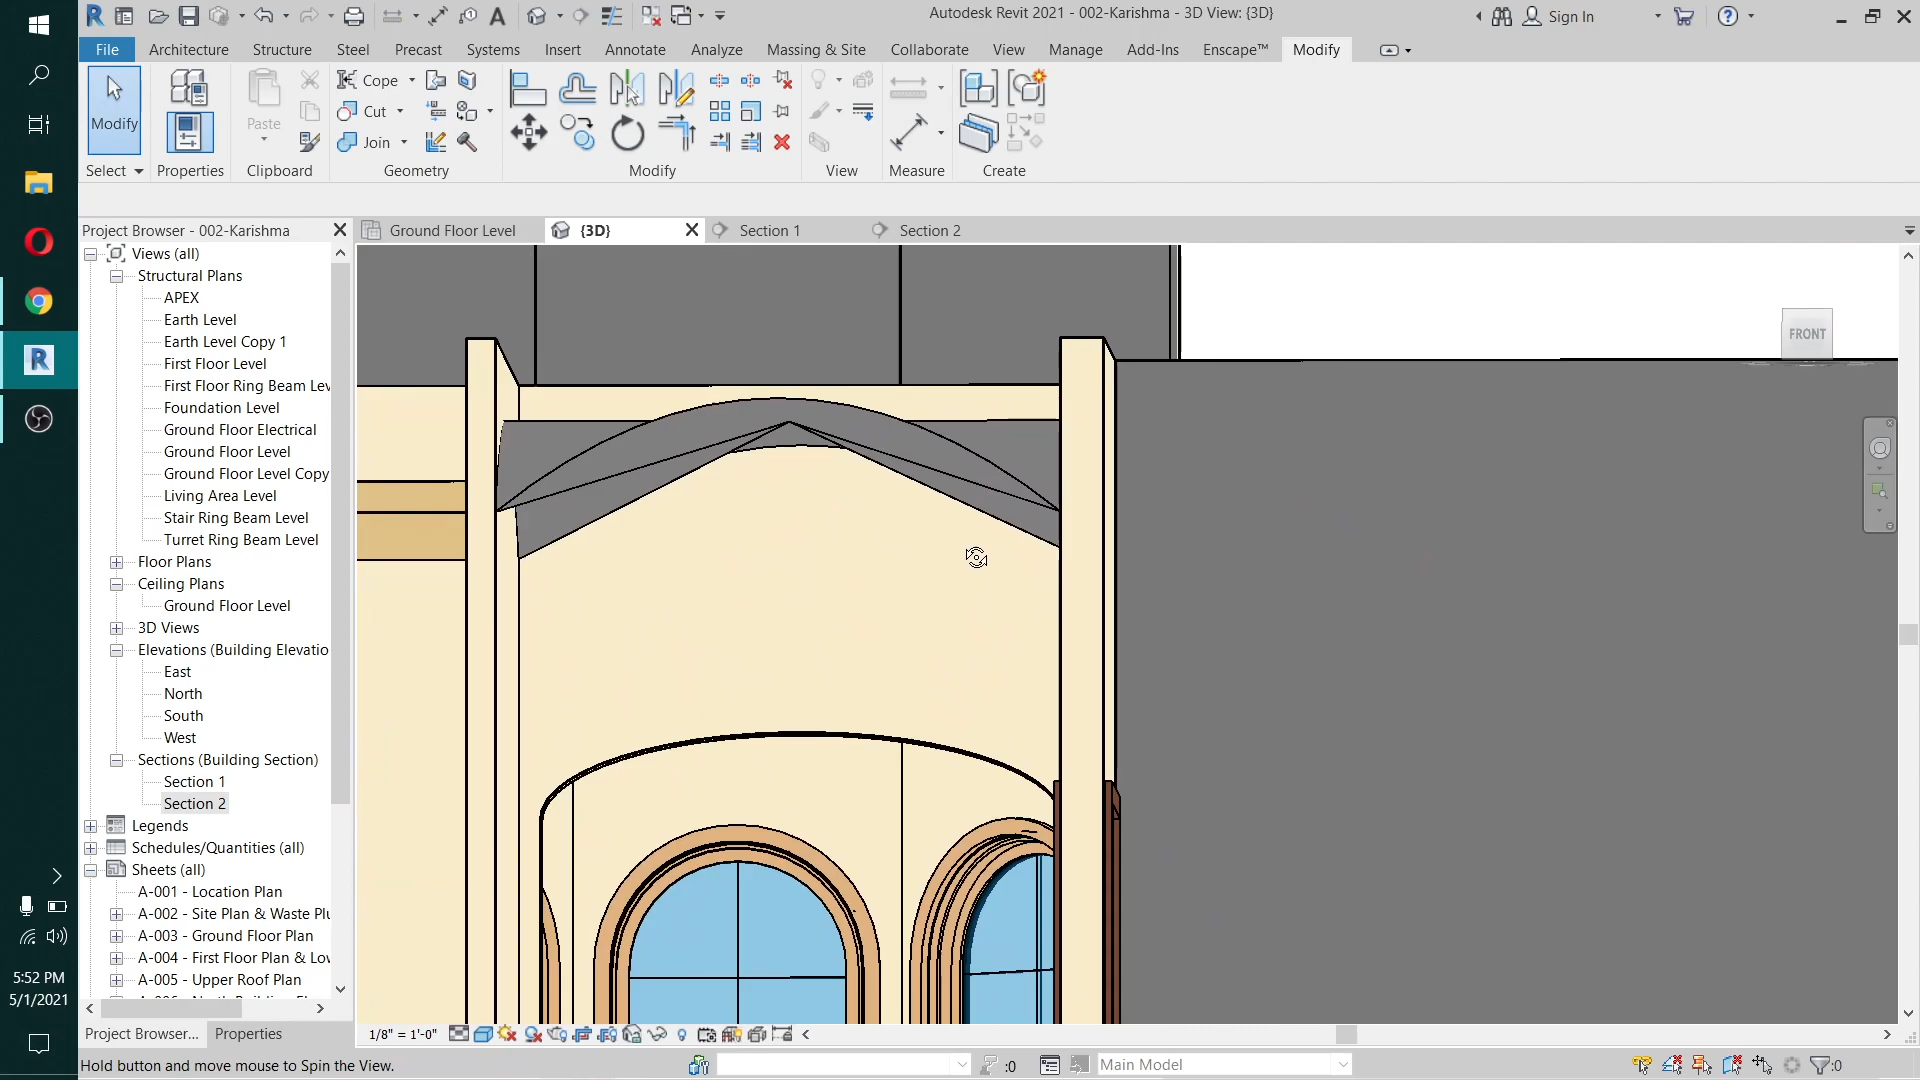 Autodesk Revit 2021 - 002-Karishma - 3D View: {3D}
Sign In
File
Architecture
Structure
Steel
Precast
Systems
Insert
Annotate
Analyze
Massing & Site
Collaborate
View
Manage
Add-Ins
Enscape™
Modify
Modify
Paste
Cope
Cut
Join
Select
Properties
Clipboard
Geometry
Modify
View
Measure
Create
Project Browser - 002-Karishma
Ground Floor Level
{3D}
Section 1
Section 2
Views (all)
Structural Plans
APEX
Earth Level
Earth Level Copy 1
First Floor Level
First Floor Ring Beam Lev
Foundation Level
Ground Floor Electrical
Ground Floor Level
Ground Floor Level Copy
Living Area Level
Stair Ring Beam Level
Turret Ring Beam Level
Floor Plans
Ceiling Plans
Ground Floor Level
3D Views
Elevations (Building Elevatio
East
North
South
West
Sections (Building Section)
Section 1
Section 2
Legends
Schedules/Quantities (all)
Sheets (all)
A-001 - Location Plan
A-002 - Site Plan & Waste Pl
A-003 - Ground Floor Plan
A-004 - First Floor Plan & Lo
A-005 - Upper Roof Plan
FRONT
5:52 PM
5/1/2021
Project Browser...
Properties
1/8" = 1'-0"
Hold button and move mouse to Spin the View.
:0
Main Model
:0